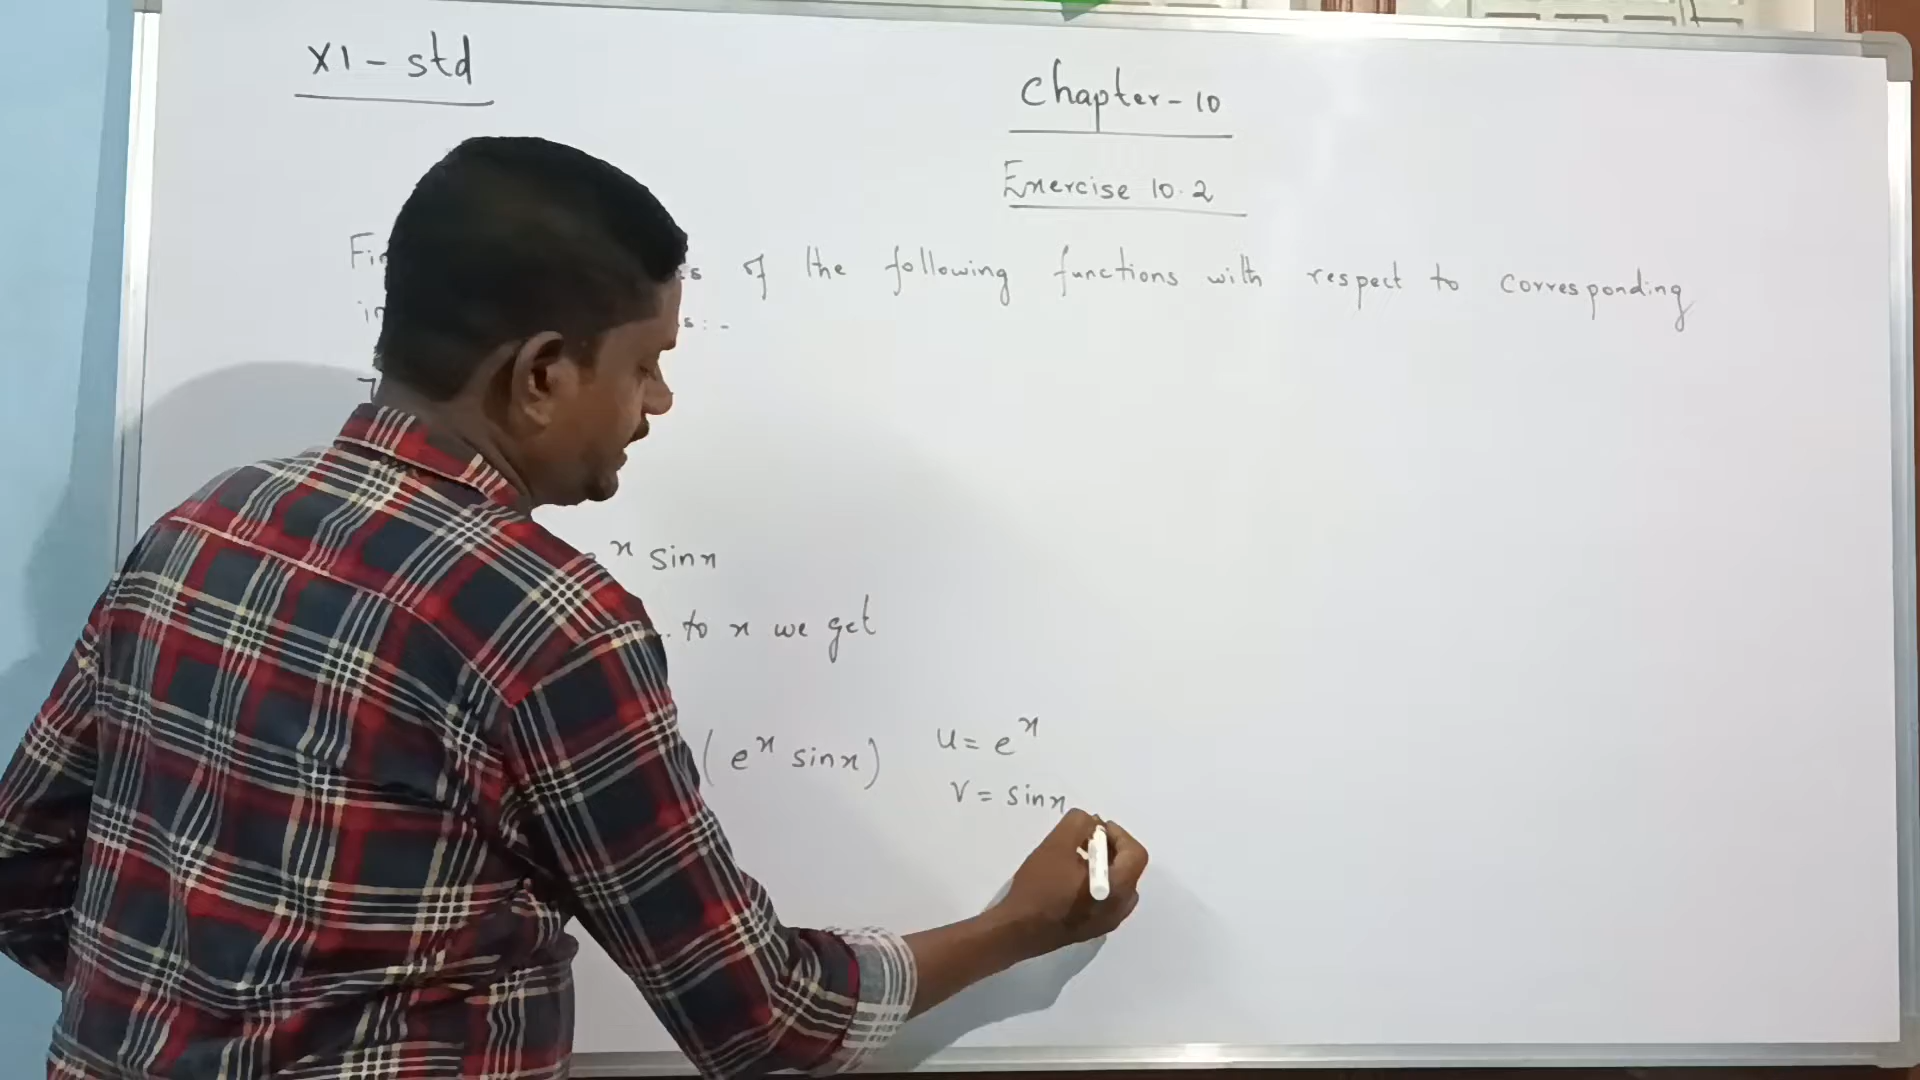 XI - std
Chapter - 10
Exercise 10.2
of the following functions with respect to corresponding
e^x sinx
to x we get
(e^x sinx) u = e^x
v = sinx